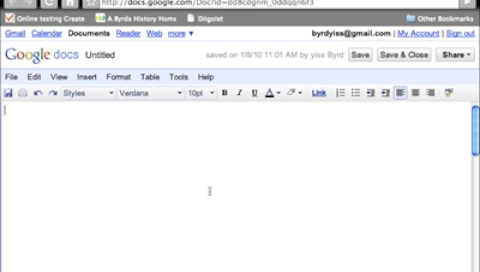 http://docs.google.com/Doc?id=dd8cdgnm_0ddqqn6f3
Online testing Create A Byrds History Home Diigolet Other Bookmarks
Gmail Calendar Documents Reader Web more ▼ byrdyiss@gmail.com | My Account | Sign out
Google docs Untitled saved on 1/8/10 11:01 AM by yiss Byrd Save Save & Close Share
File Edit View Insert Format Table Tools Help
Styles Verdana 10pt B I U A Link